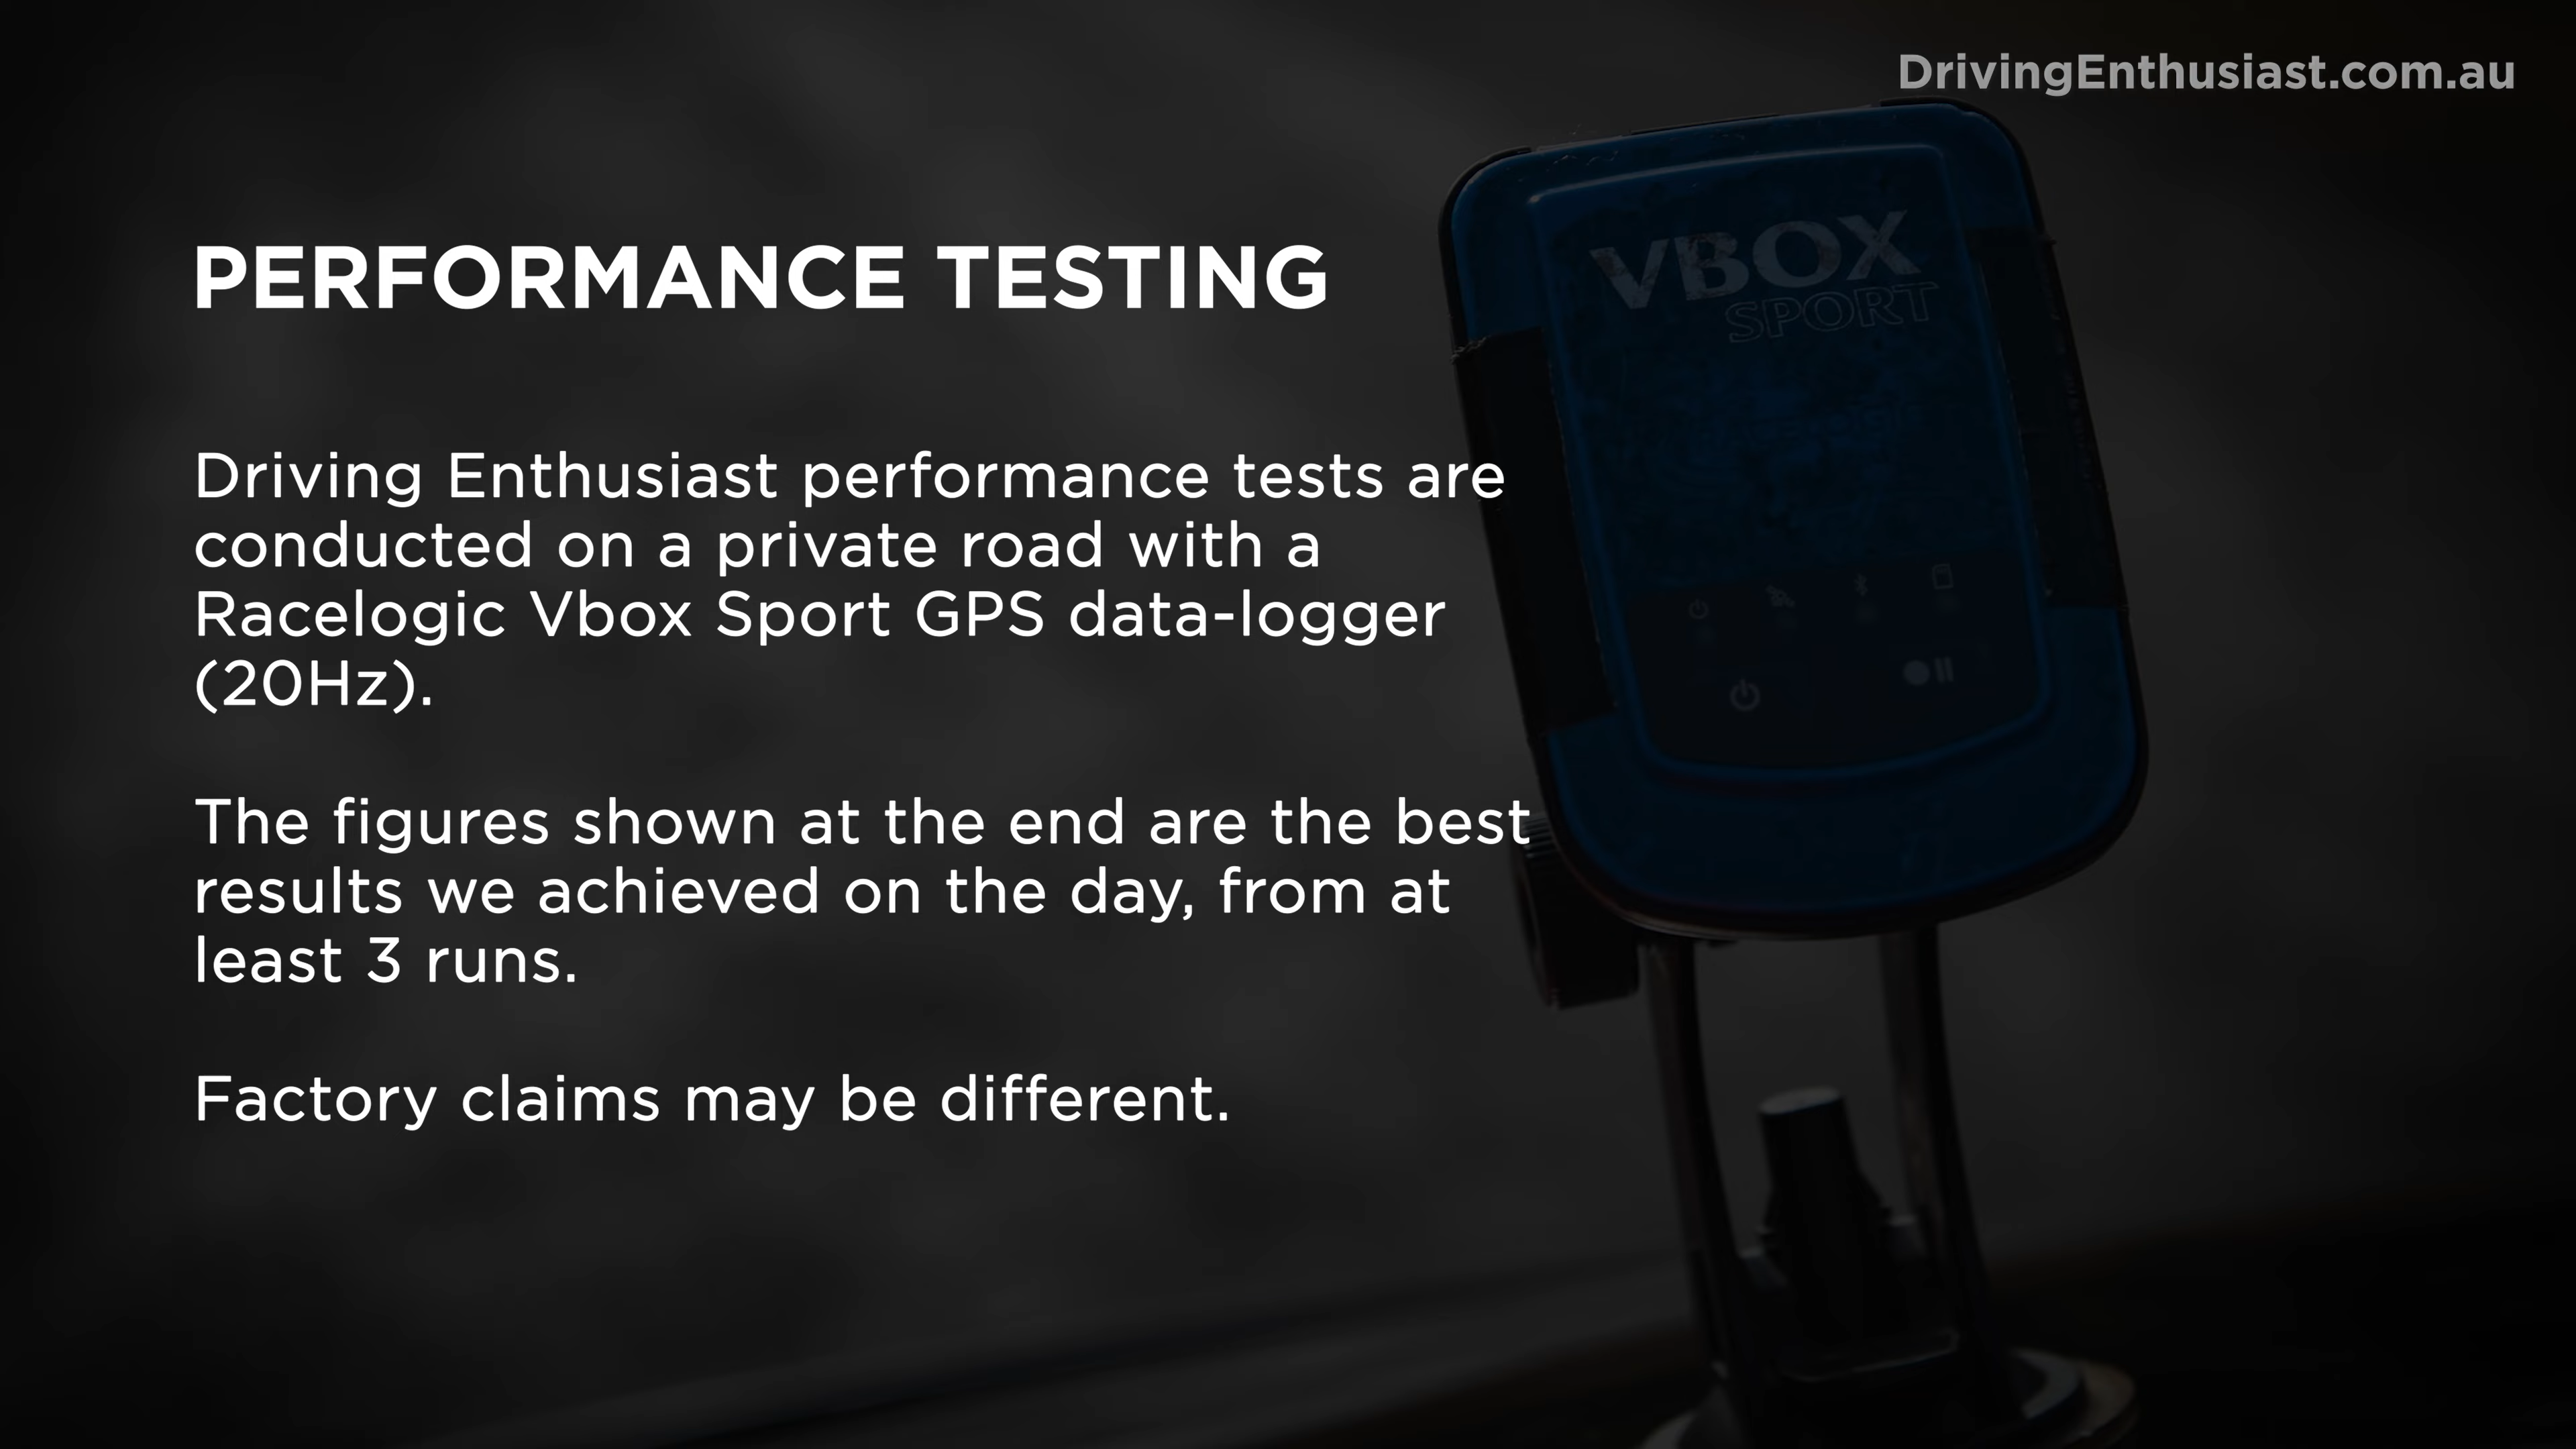 DrivingEnthusiast.com.au
VBOX
SPORT
PERFORMANCE TESTING
Driving Enthusiast performance tests are
conducted on a private road with a
Racelogic Vbox Sport GPS data-logger
(20Hz).
The figures shown at the end are the best
results we achieved on the day, from at
least 3 runs.
Factory claims may be different.